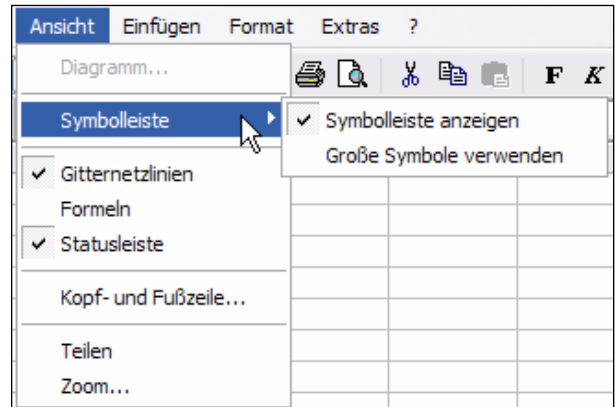 Ansicht Einfügen Format Extras ?
Diagramm...
F K
Symbolleiste
Symbolleiste anzeigen
Große Symbole verwenden
Gitternetzlinien
Formeln
Statusleiste
Kopf- und Fußzeile...
Teilen
Zoom...